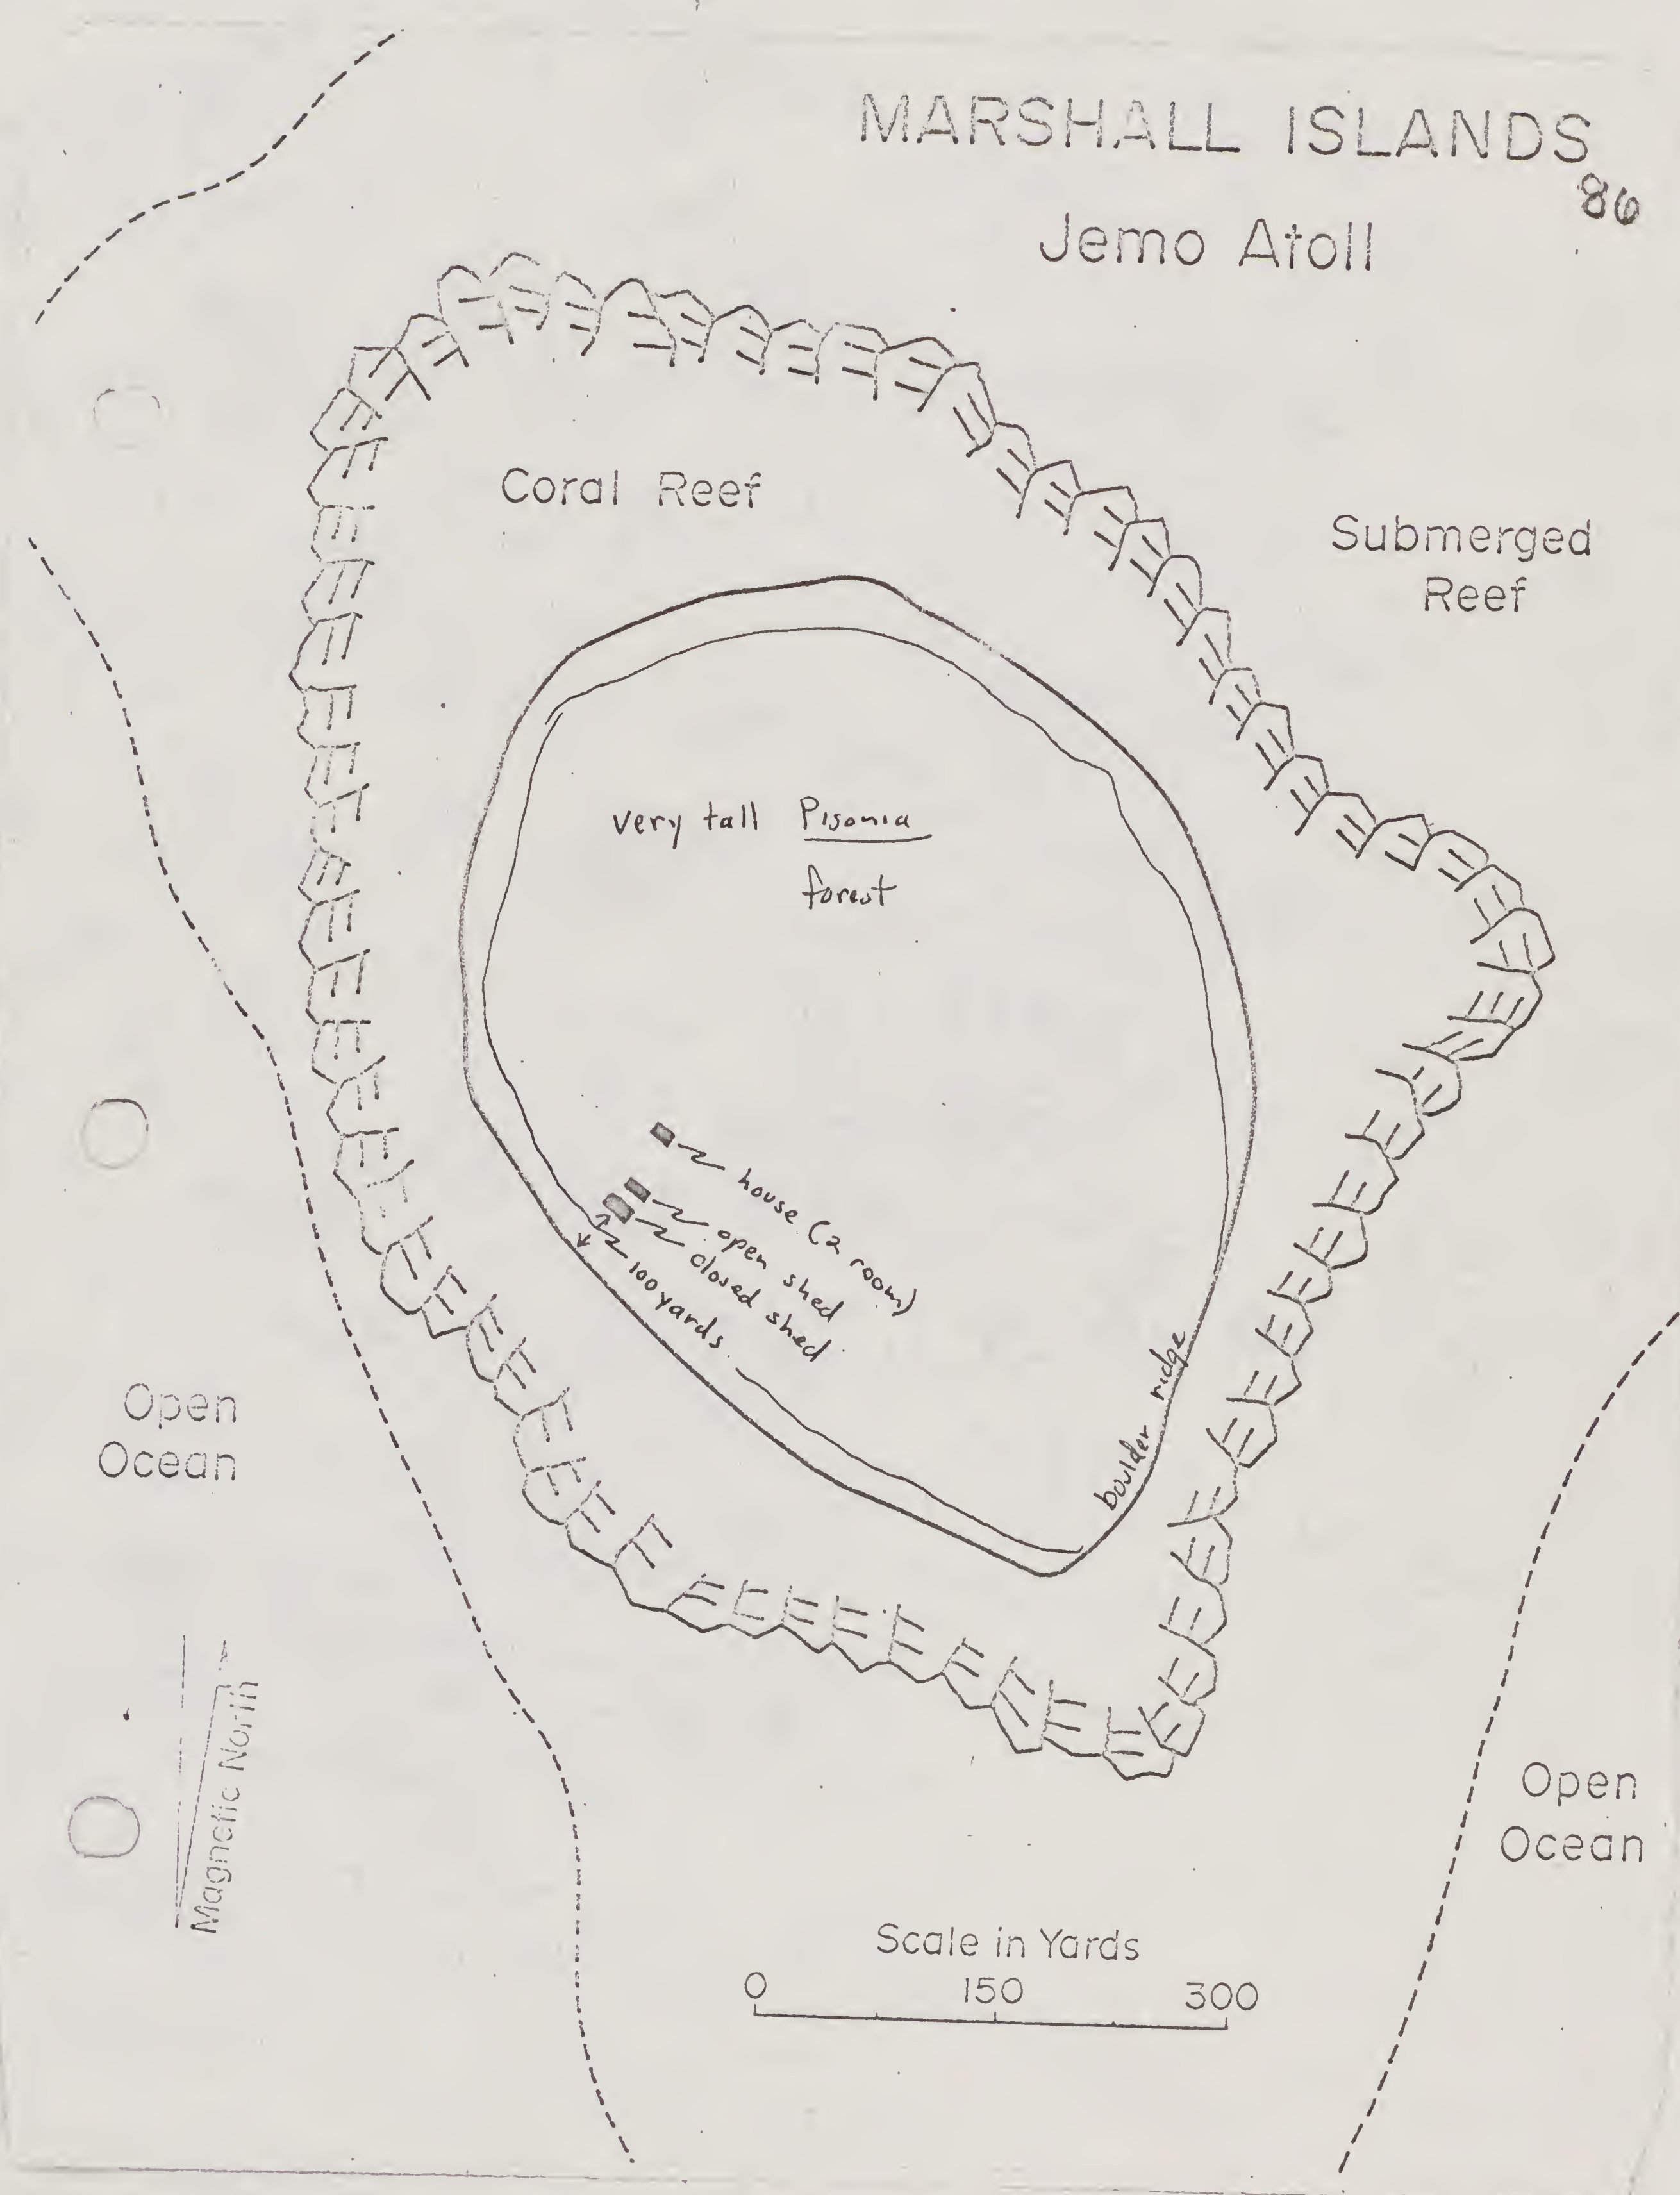 MARSHALL ISLANDS
86
Jemo Atoll
Coral Reef
Submerged
Reef
very tall Pisonia
forest
house (2 room)
open shed
closed shed
100 yards
boulder ridge
Open
Ocean
Magnetic North
Open
Ocean
Scale in Yards
0 150 300